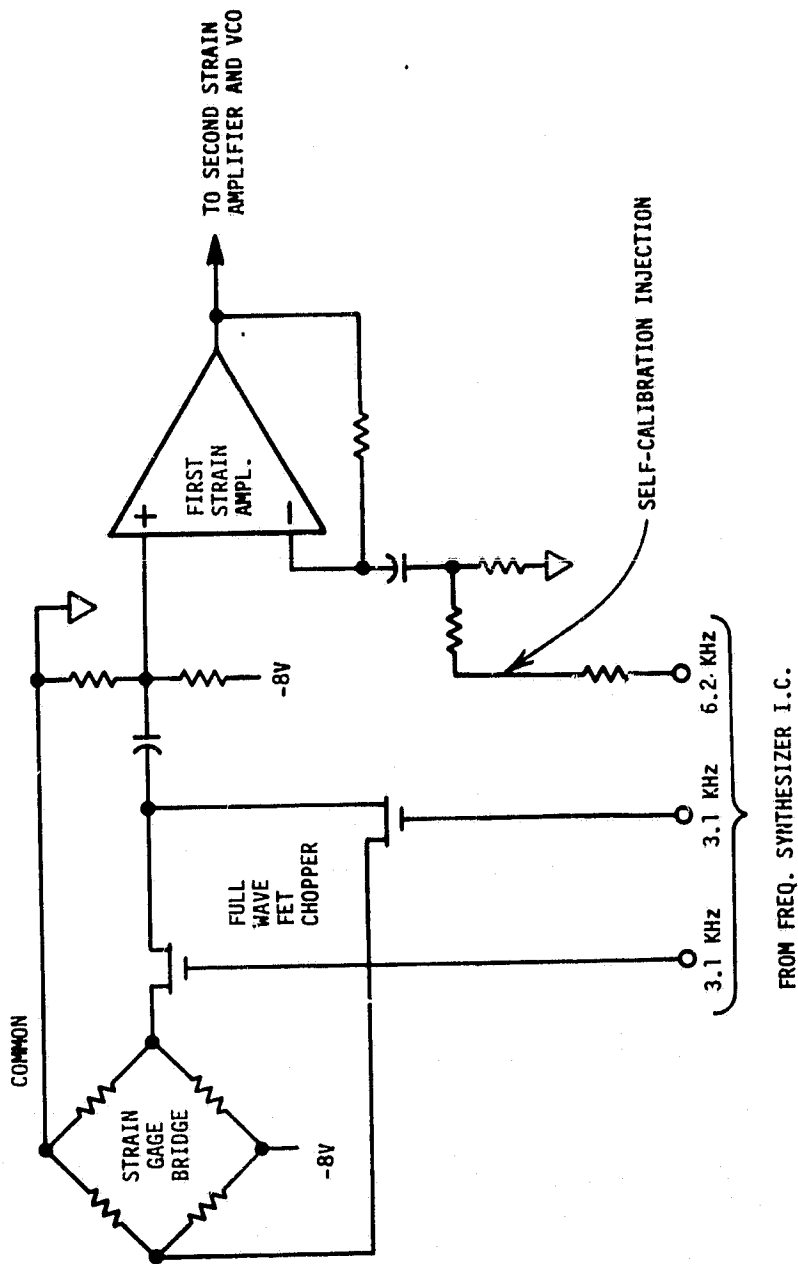 COMMON
STRAIN
GAGE
BRIDGE
-8V
FULL
WAVE
FET
CHOPPER
-8V
+
FIRST
STRAIN
AMPL.
−
TO SECOND STRAIN
AMPLIFIER AND VCO
SELF-CALIBRATION INJECTION
3.1 KHz
3.1 KHz
6.2 KHz
FROM FREQ. SYNTHESIZER I.C.